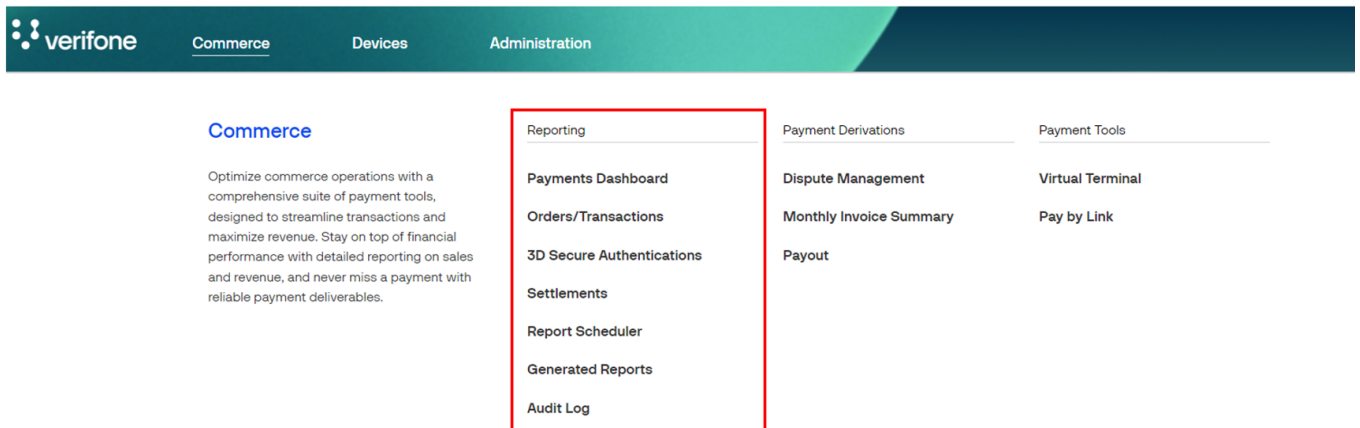 verifone
Commerce
Devices
Administration
Commerce
Optimize commerce operations with a
comprehensive suite of payment tools,
designed to streamline transactions and
maximize revenue. Stay on top of financial
performance with detailed reporting on sales
and revenue, and never miss a payment with
reliable payment deliverables.
Reporting
Payments Dashboard
Orders/Transactions
3D Secure Authentications
Settlements
Report Scheduler
Generated Reports
Audit Log
Payment Derivations
Dispute Management
Monthly Invoice Summary
Payout
Payment Tools
Virtual Terminal
Pay by Link